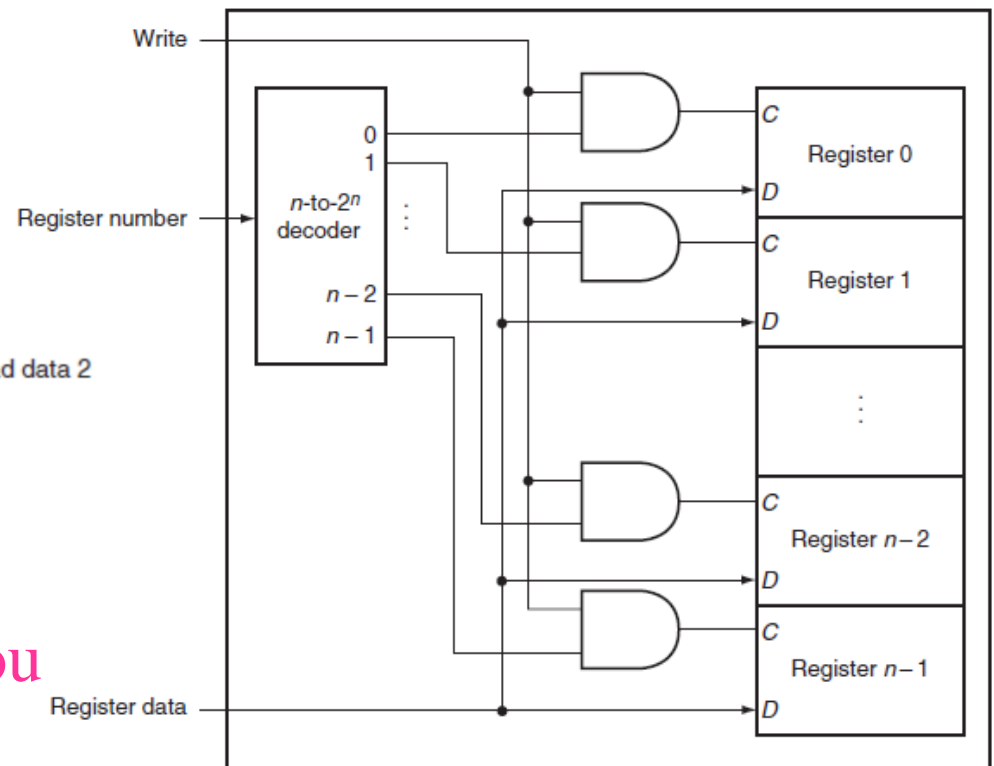 Write
0
1
n-to-2ⁿ
decoder
⋮
n – 2
n – 1
Register number
d data 2
ou
Register data
C
Register 0
D
C
Register 1
D
⋮
C
Register n – 2
D
C
Register n – 1
D